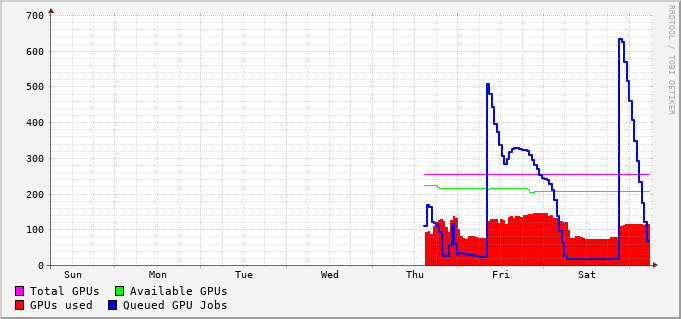 700
600
500
400
300
200
100
0
Sun Mon Tue Wed Thu Fri Sat
Total GPUs Available GPUs
GPUs used Queued GPU Jobs
RRDTOOL / TOBI OETIKER